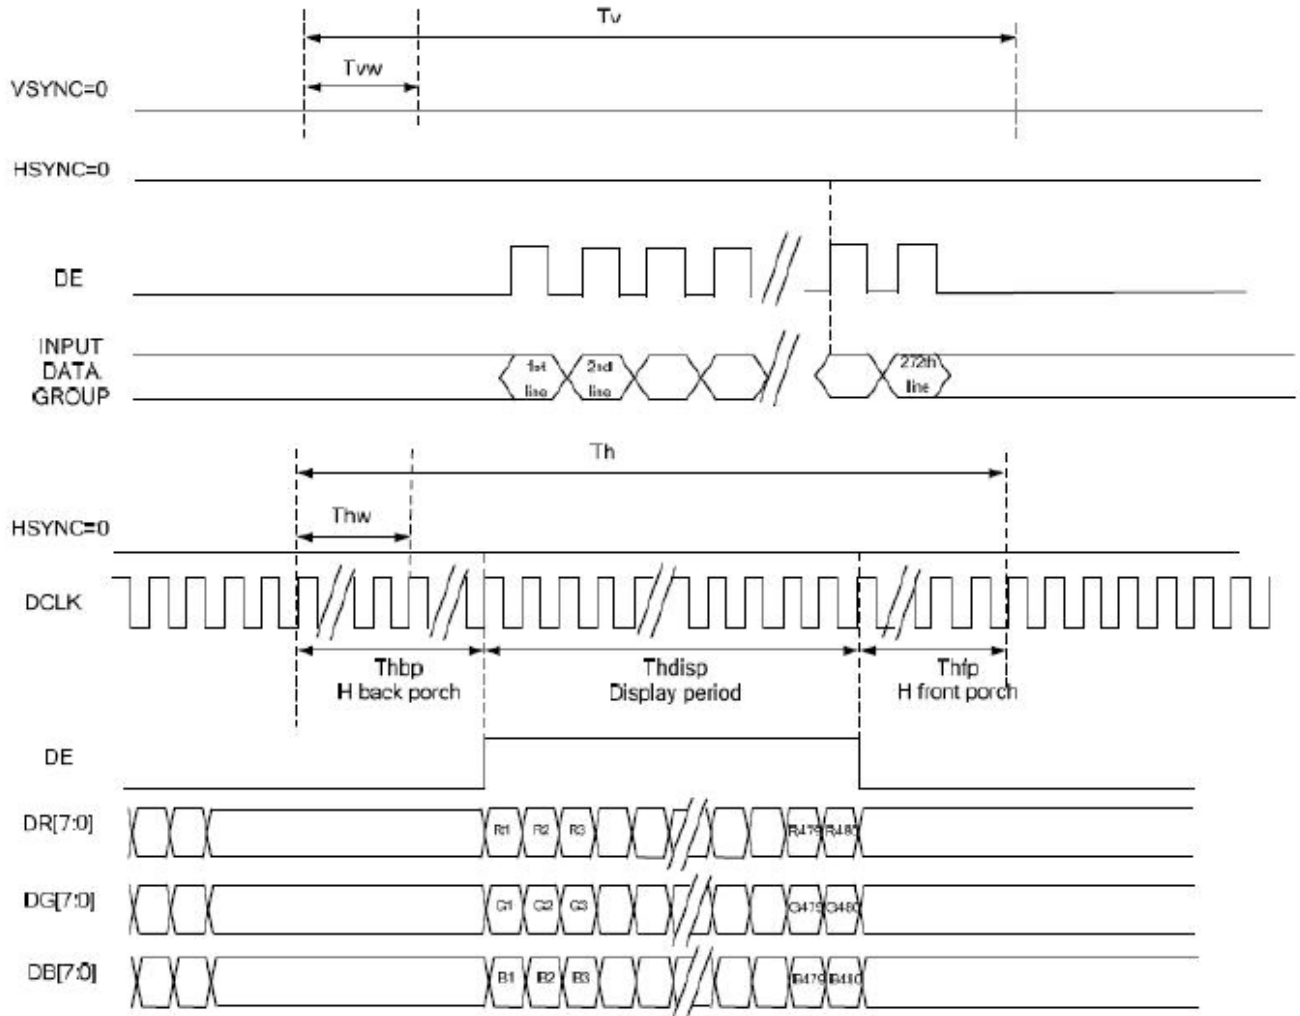 Tv
Tvw
VSYNC=0
HSYNC=0
DE
INPUT
DATA
GROUP
1st
line
2nd
line
272th
line
Th
Thw
HSYNC=0
DCLK
Thbp
H back porch
Thdisp
Display period
Thfp
H front porch
DE
DR[7:0]
R1 R2 R3 R479 R480
DG[7:0]
G1 G2 G3 G479 G480
DB[7:0]
B1 B2 B3 B479 B480